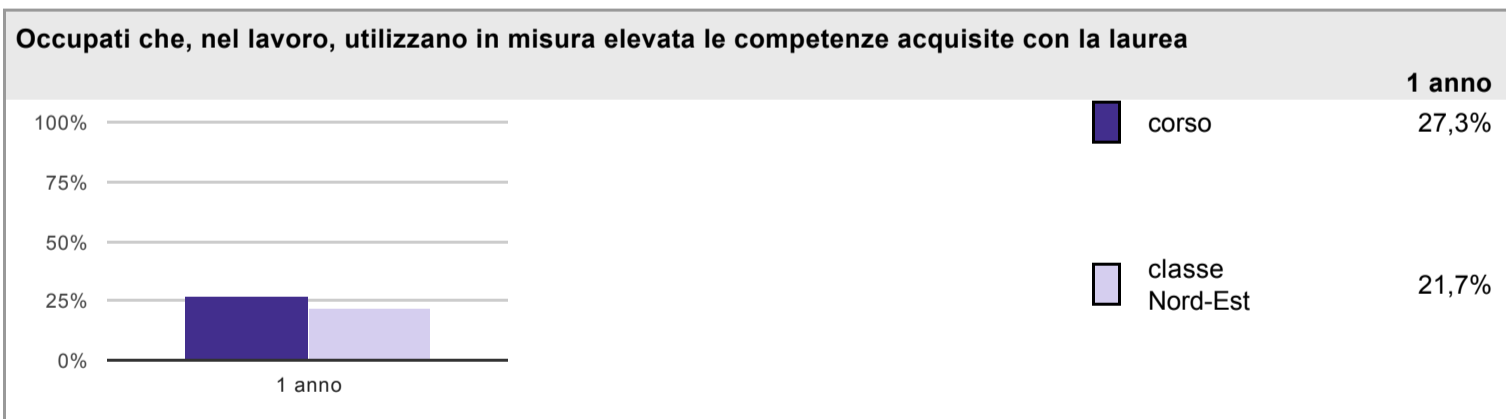 Occupati che, nel lavoro, utilizzano in misura elevata le competenze acquisite con la laurea
1 anno
100%
75%
50%
25%
0%
1 anno
corso 27,3%
classe
Nord-Est
21,7%